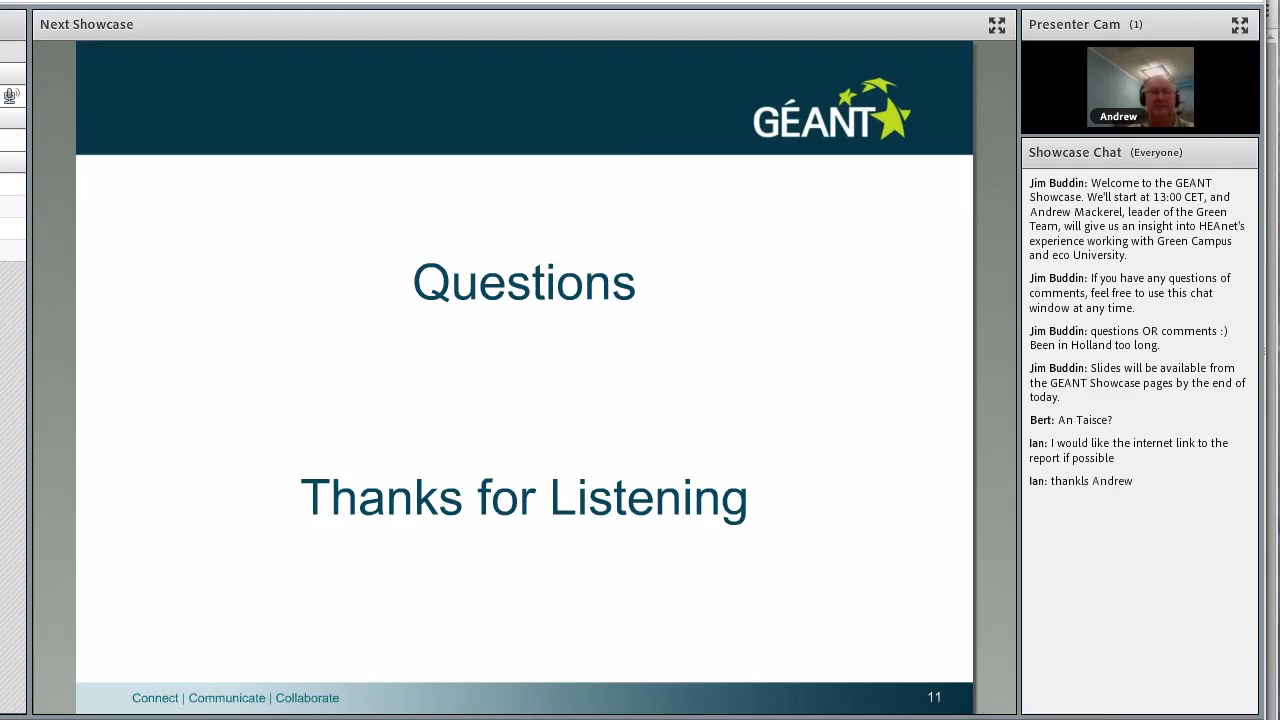 Next Showcase
GÉANT
Questions
Thanks for Listening
Connect | Communicate | Collaborate
11
Presenter Cam (1)
Andrew
Showcase Chat (Everyone)
Jim Buddin: Welcome to the GEANT
Showcase. We'll start at 13:00 CET, and
Andrew Mackerel, leader of the Green
Team, will give us an insight into HEAnet's
experience working with Green Campus
and eco University.
Jim Buddin: If you have any questions of
comments, feel free to use this chat
window at any time.
Jim Buddin: questions OR comments :)
Been in Holland too long.
Jim Buddin: Slides will be available from
the GEANT Showcase pages by the end of
today.
Bert: An Taisce?
Ian: I would like the internet link to the
report if possible
Ian: thankls Andrew